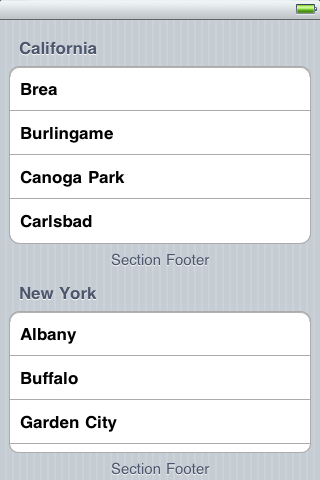 California
Brea
Burlingame
Canoga Park
Carlsbad
Section Footer
New York
Albany
Buffalo
Garden City
Section Footer